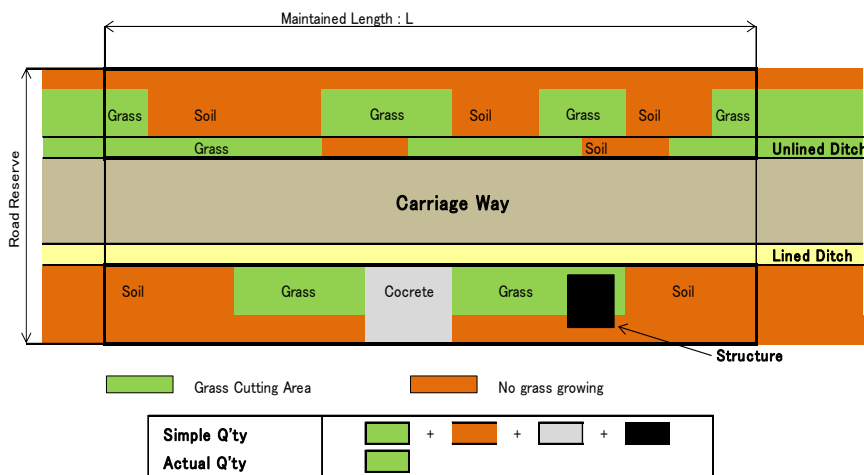 Maintained Length : L
Road Reserve
Grass Soil Grass Soil Grass Soil Grass
Grass Soil Unlined Ditch
Carriage Way
Lined Ditch
Soil Grass Cocrete Grass Soil
Structure
Grass Cutting Area No grass growing
Simple Q'ty + + +
Actual Q'ty